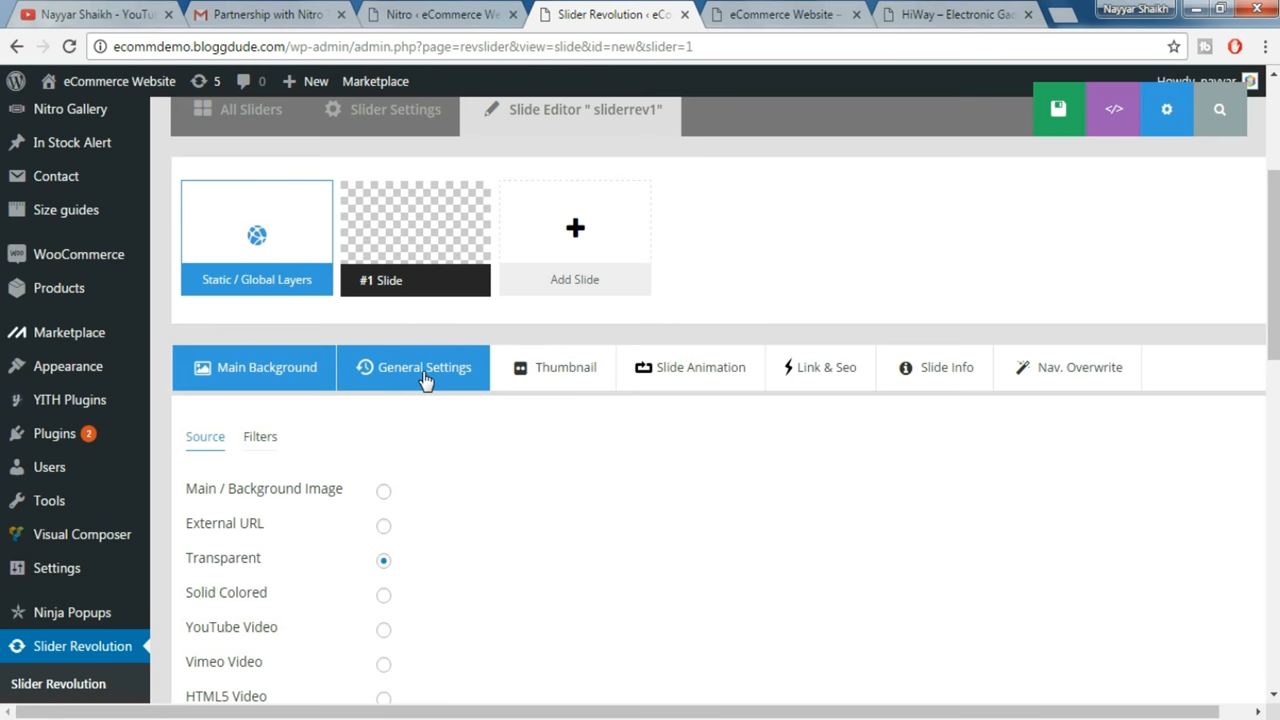 Nayyar Shaikh - YouTu
Partnership with Nitro
Nitro ‹ eCommerce We
Slider Revolution ‹ eCo
eCommerce Website –
HiWay – Electronic Gad
Nayyar Shaikh
ecommdemo.bloggdude.com/wp-admin/admin.php?page=revslider&view=slide&id=new&slider=1
eCommerce Website
5
0
New
Marketplace
Howdy, nayyar
Nitro Gallery
In Stock Alert
Contact
Size guides
WooCommerce
Products
Marketplace
Appearance
YITH Plugins
Plugins 2
Users
Tools
Visual Composer
Settings
Ninja Popups
Slider Revolution
Slider Revolution
All Sliders
Slider Settings
Slide Editor " sliderrev1"
</>
Static / Global Layers
#1 Slide
Add Slide
Main Background
General Settings
Thumbnail
Slide Animation
Link & Seo
Slide Info
Nav. Overwrite
Source
Filters
Main / Background Image
External URL
Transparent
Solid Colored
YouTube Video
Vimeo Video
HTML5 Video